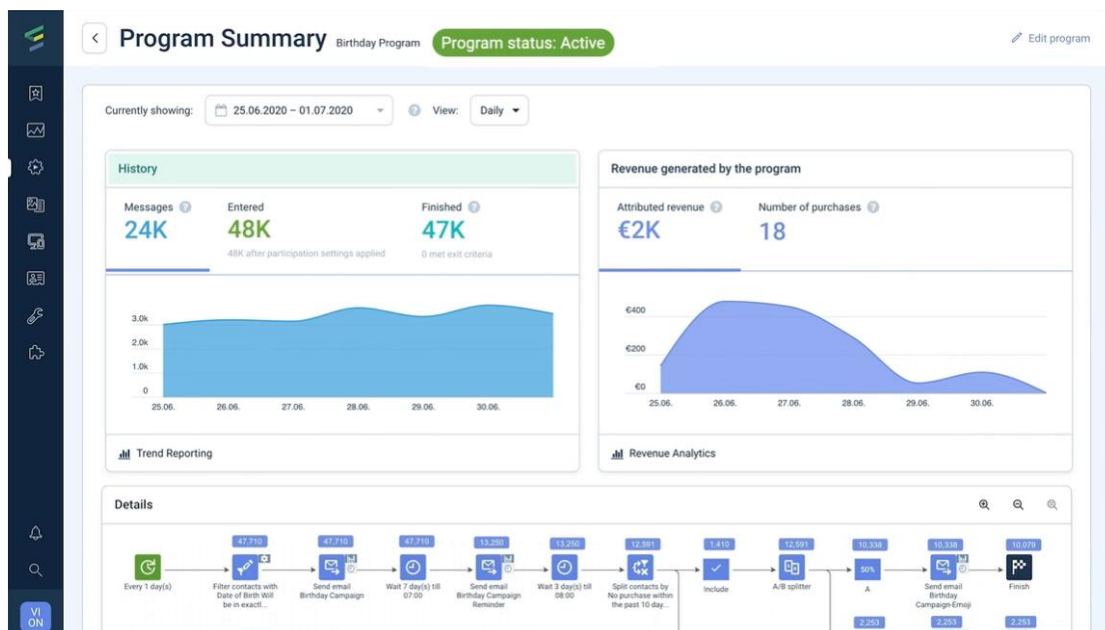 Program Summary Birthday Program Program status: Active
Edit program
Currently showing: 25.06.2020 – 01.07.2020 ? View: Daily
History
Messages ? Entered Finished ?
24K 48K 47K
48K after participation settings applied 0 met exit criteria
3.0k
2.0k
1.0k
0
25.06. 26.06. 27.06. 28.06. 29.06. 30.06.
Trend Reporting
Revenue generated by the program
Attributed revenue ? Number of purchases ?
€2K 18
€400
€200
€0
25.06. 26.06. 27.06. 28.06. 29.06. 30.06.
Revenue Analytics
Details
47,710 47,710 47,710 13,250 13,250 12,591 1,410 12,591 10,338 10,338 10,079
50%
Every 1 day(s)
Filter contacts with
Date of Birth Will
be in exactl...
Send email
Birthday Campaign
Wait 7 day(s) till
07:00
Send email
Birthday Campaign
Reminder
Wait 3 day(s) till
08:00
Split contacts by
No purchase within
the past 10 day...
Include
A/B splitter
A
Send email
Birthday
Campaign-Emoji
Finish
2,253 2,253 2,253
VI
ON